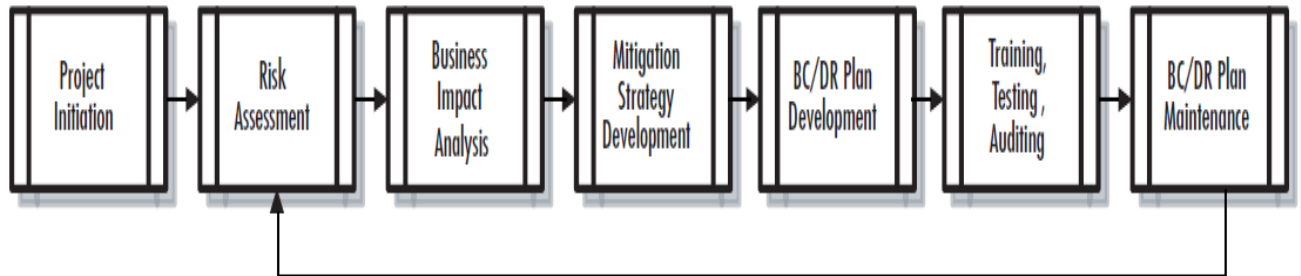 Project
Initiation
Risk
Assessment
Business
Impact
Analysis
Mitigation
Strategy
Development
BC/DR Plan
Development
Training,
Testing ,
Auditing
BC/DR Plan
Maintenance